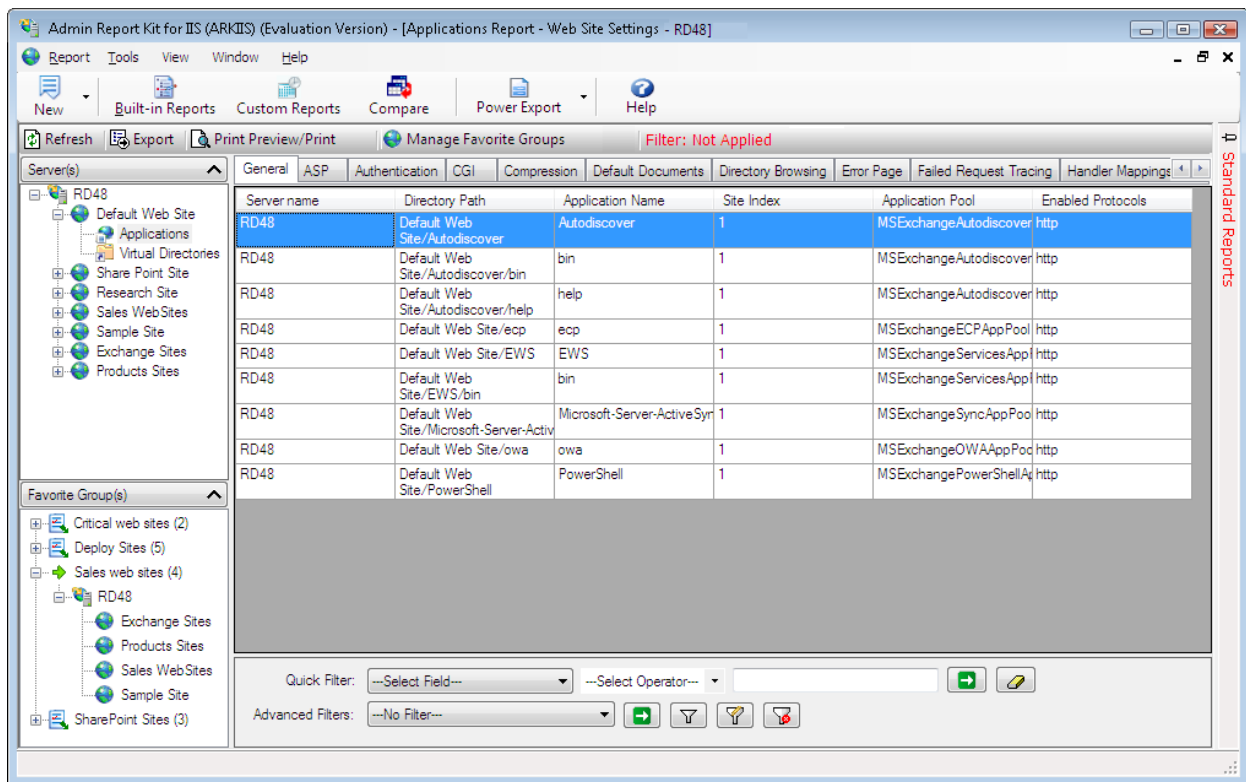 Admin Report Kit for IIS (ARKIIS) (Evaluation Version) - [Applications Report - Web Site Settings - RD48]
Report Tools View Window Help
New Built-in Reports Custom Reports Compare Power Export Help
Refresh Export Print Preview/Print Manage Favorite Groups Filter: Not Applied
Standard Reports
Server(s)
RD48
Default Web Site
Applications
Virtual Directories
Share Point Site
Research Site
Sales WebSites
Sample Site
Exchange Sites
Products Sites
Favorite Group(s)
Critical web sites (2)
Deploy Sites (5)
Sales web sites (4)
RD48
Exchange Sites
Products Sites
Sales WebSites
Sample Site
SharePoint Sites (3)
General ASP Authentication CGI Compression Default Documents Directory Browsing Error Page Failed Request Tracing Handler Mappings
Server name Directory Path Application Name Site Index Application Pool Enabled Protocols
RD48 Default Web Autodiscover 1 MSExchangeAutodiscover http
Site/Autodiscover
RD48 Default Web bin 1 MSExchangeAutodiscover http
Site/Autodiscover/bin
RD48 Default Web help 1 MSExchangeAutodiscover http
Site/Autodiscover/help
RD48 Default Web Site/ecp ecp 1 MSExchangeECPAppPool http
RD48 Default Web Site/EWS EWS 1 MSExchangeServicesAppl http
RD48 Default Web bin 1 MSExchangeServicesAppl http
Site/EWS/bin
RD48 Default Web Microsoft-Server-ActiveSyn 1 MSExchangeSyncAppPoo http
Site/Microsoft-Server-Activ
RD48 Default Web Site/owa owa 1 MSExchangeOWAAppPoc http
RD48 Default Web PowerShell 1 MSExchangePowerShellAp http
Site/PowerShell
Quick Filter: ---Select Field--- ---Select Operator---
Advanced Filters: ---No Filter---